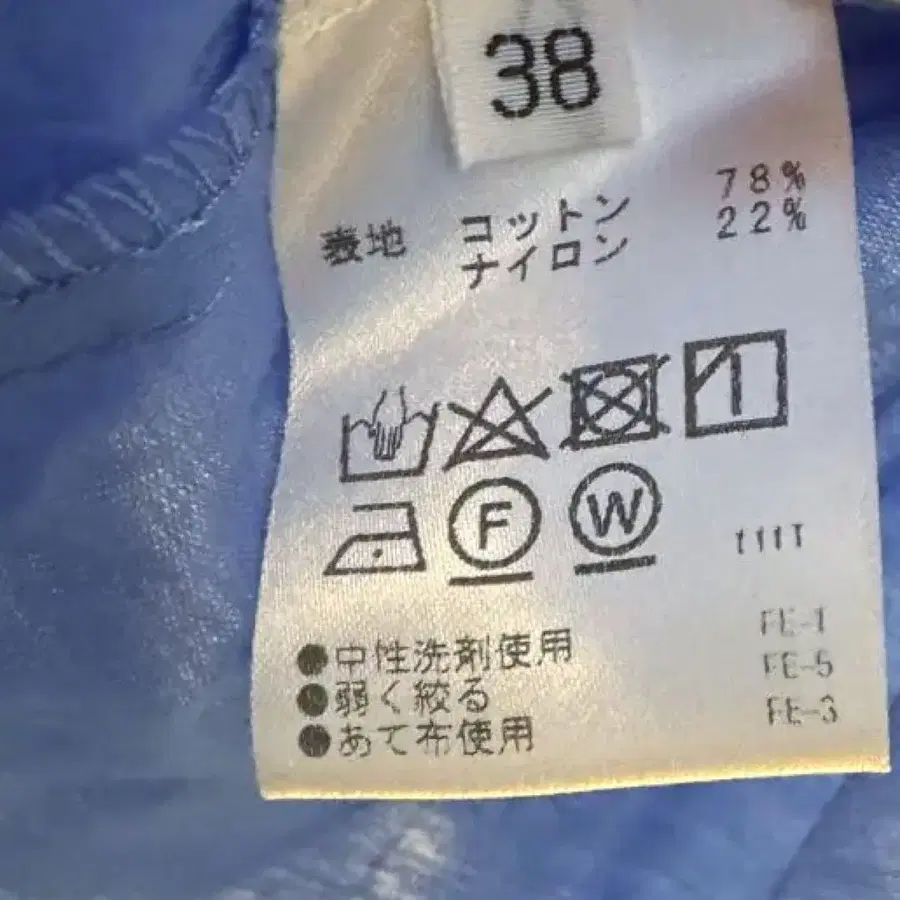 38
表地 コットン 78%
ナイロン 22%
F W
●中性洗剤使用
●弱く絞る
●あて布使用
FE-1
FE-5
FE-3